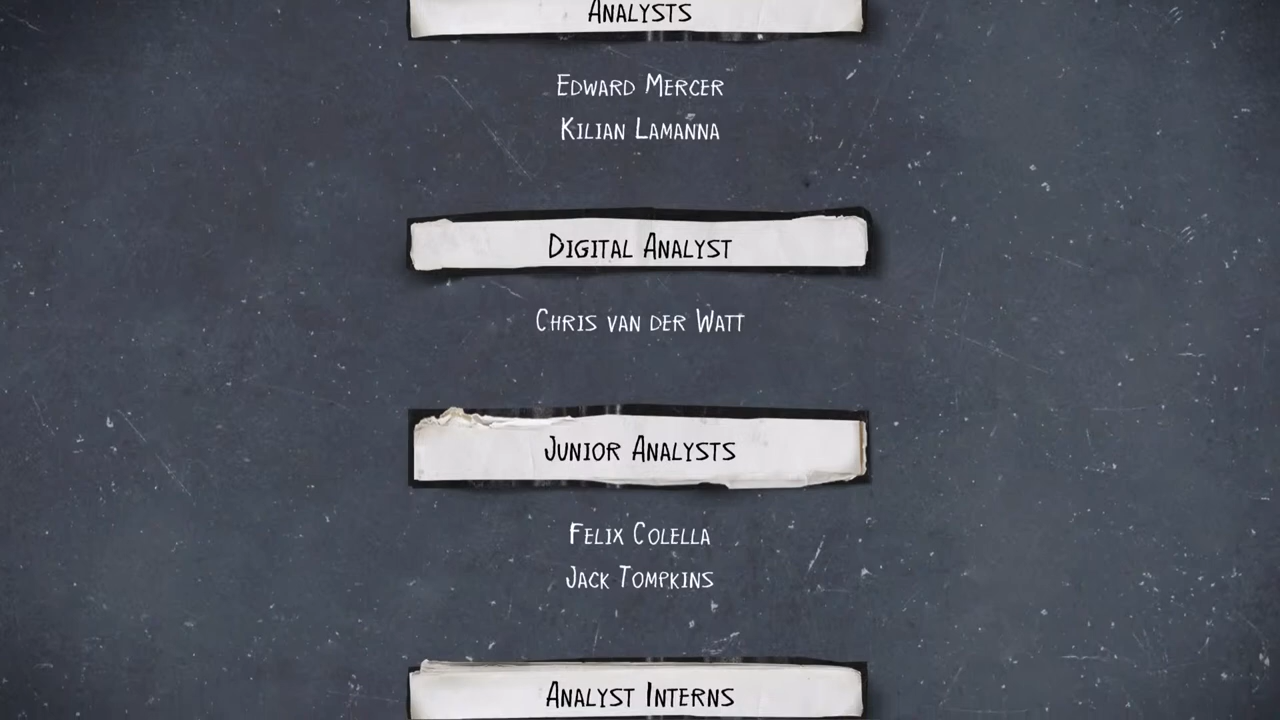 Analysts
Edward Mercer
Kilian Lamanna
Digital Analyst
Chris van der Watt
Junior Analysts
Felix Colella
Jack Tompkins
Analyst Interns